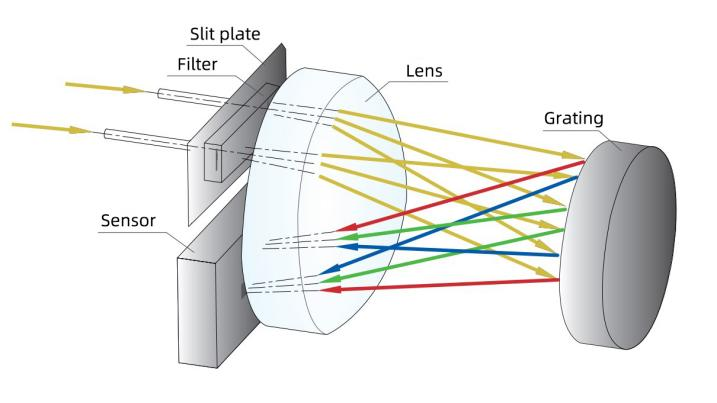 Slit plate
Filter
Lens
Grating
Sensor